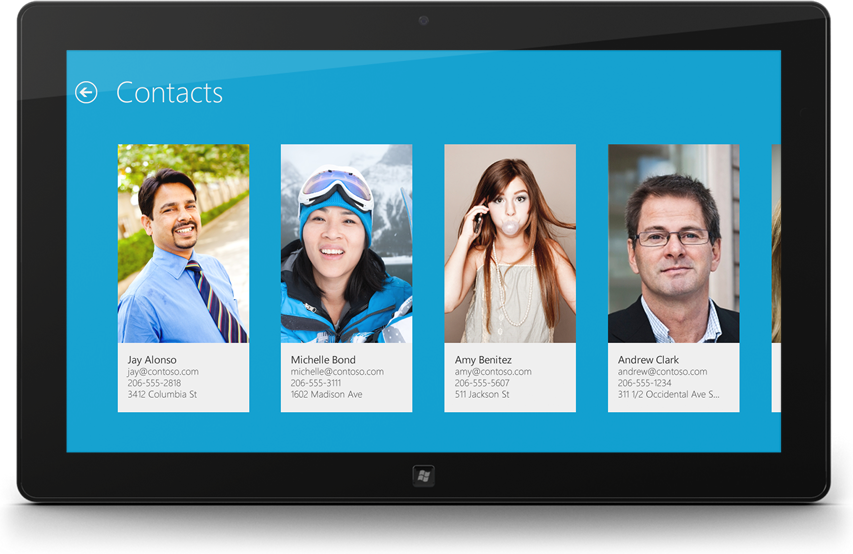 Contacts
Jay Alonso
jay@contoso.com
206-555-2818
3412 Columbia St
Michelle Bond
michelle@contoso.com
206-555-3111
1602 Madison Ave
Amy Benitez
amy@contoso.com
206-555-5607
511 Jackson St
Andrew Clark
andrew@contoso.com
206-555-1234
311 1/2 Occidental Ave S...